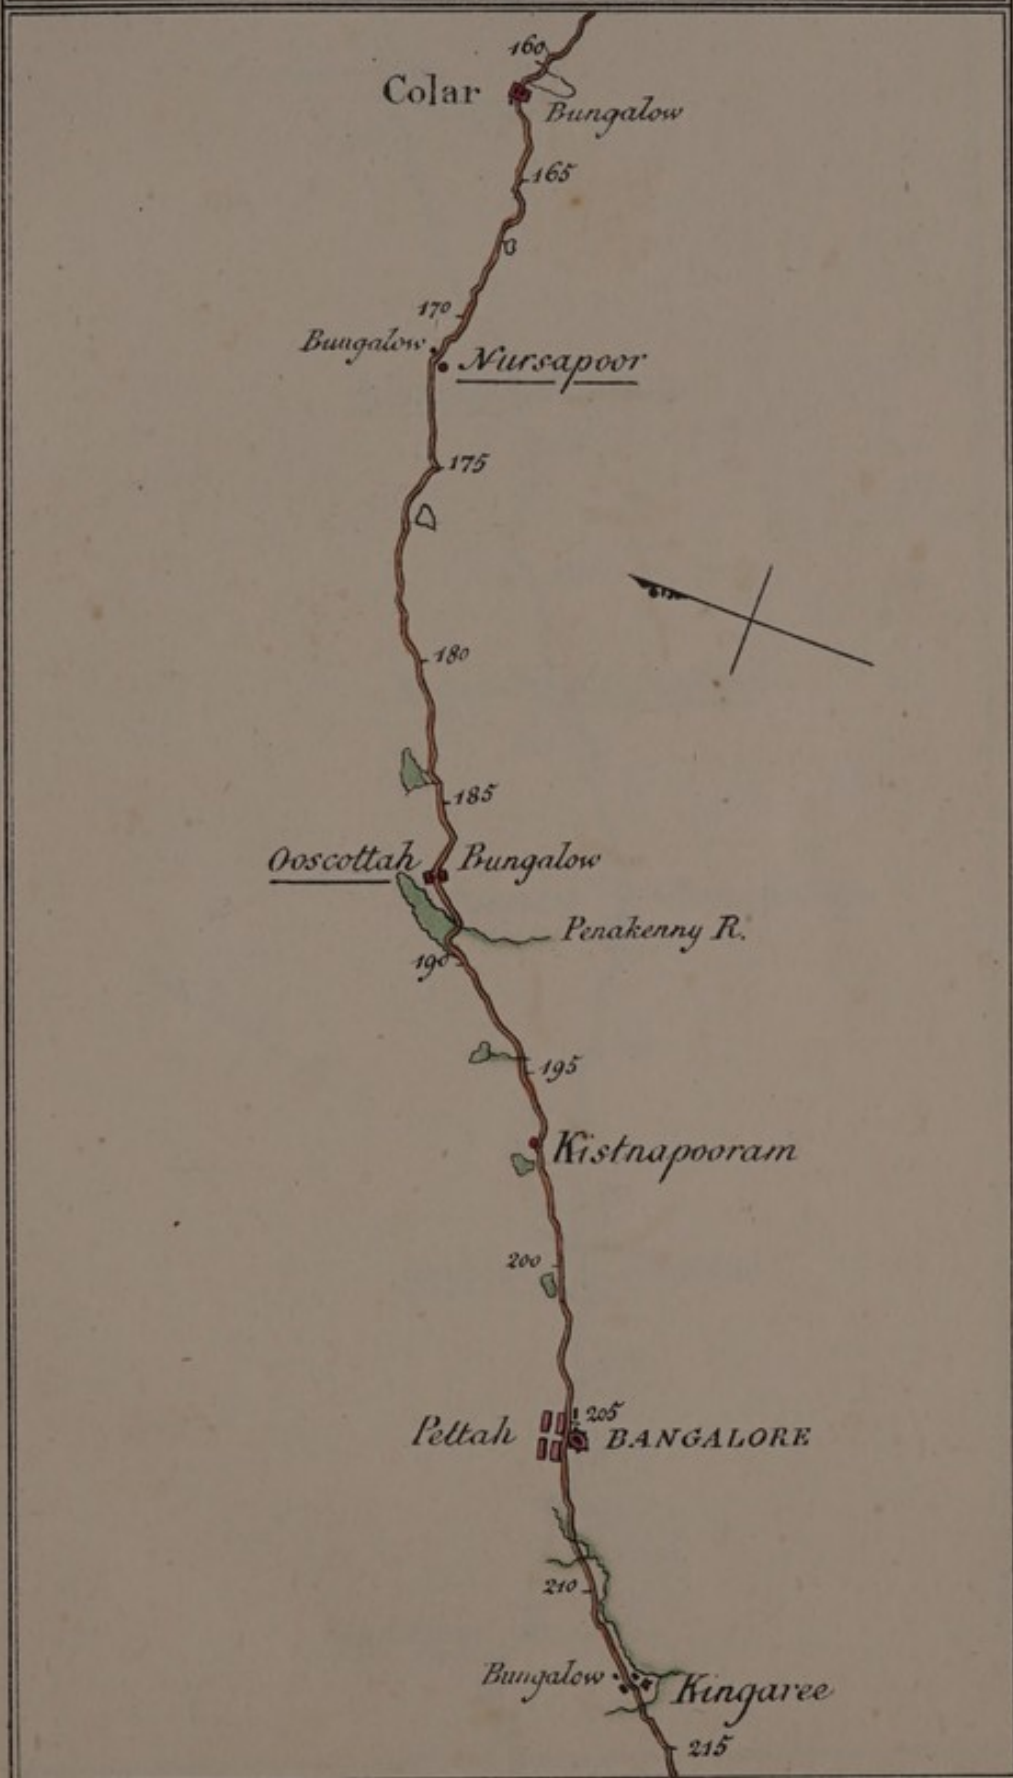 160
Colar
Bungalow
165
170
Bungalow
Nursapoor
175
180
185
Ooscottah Bungalow
Penakenny R.
190
195
Kistnapooram
200
205
Pettah BANGALORE
210
Bungalow Kingaree
215